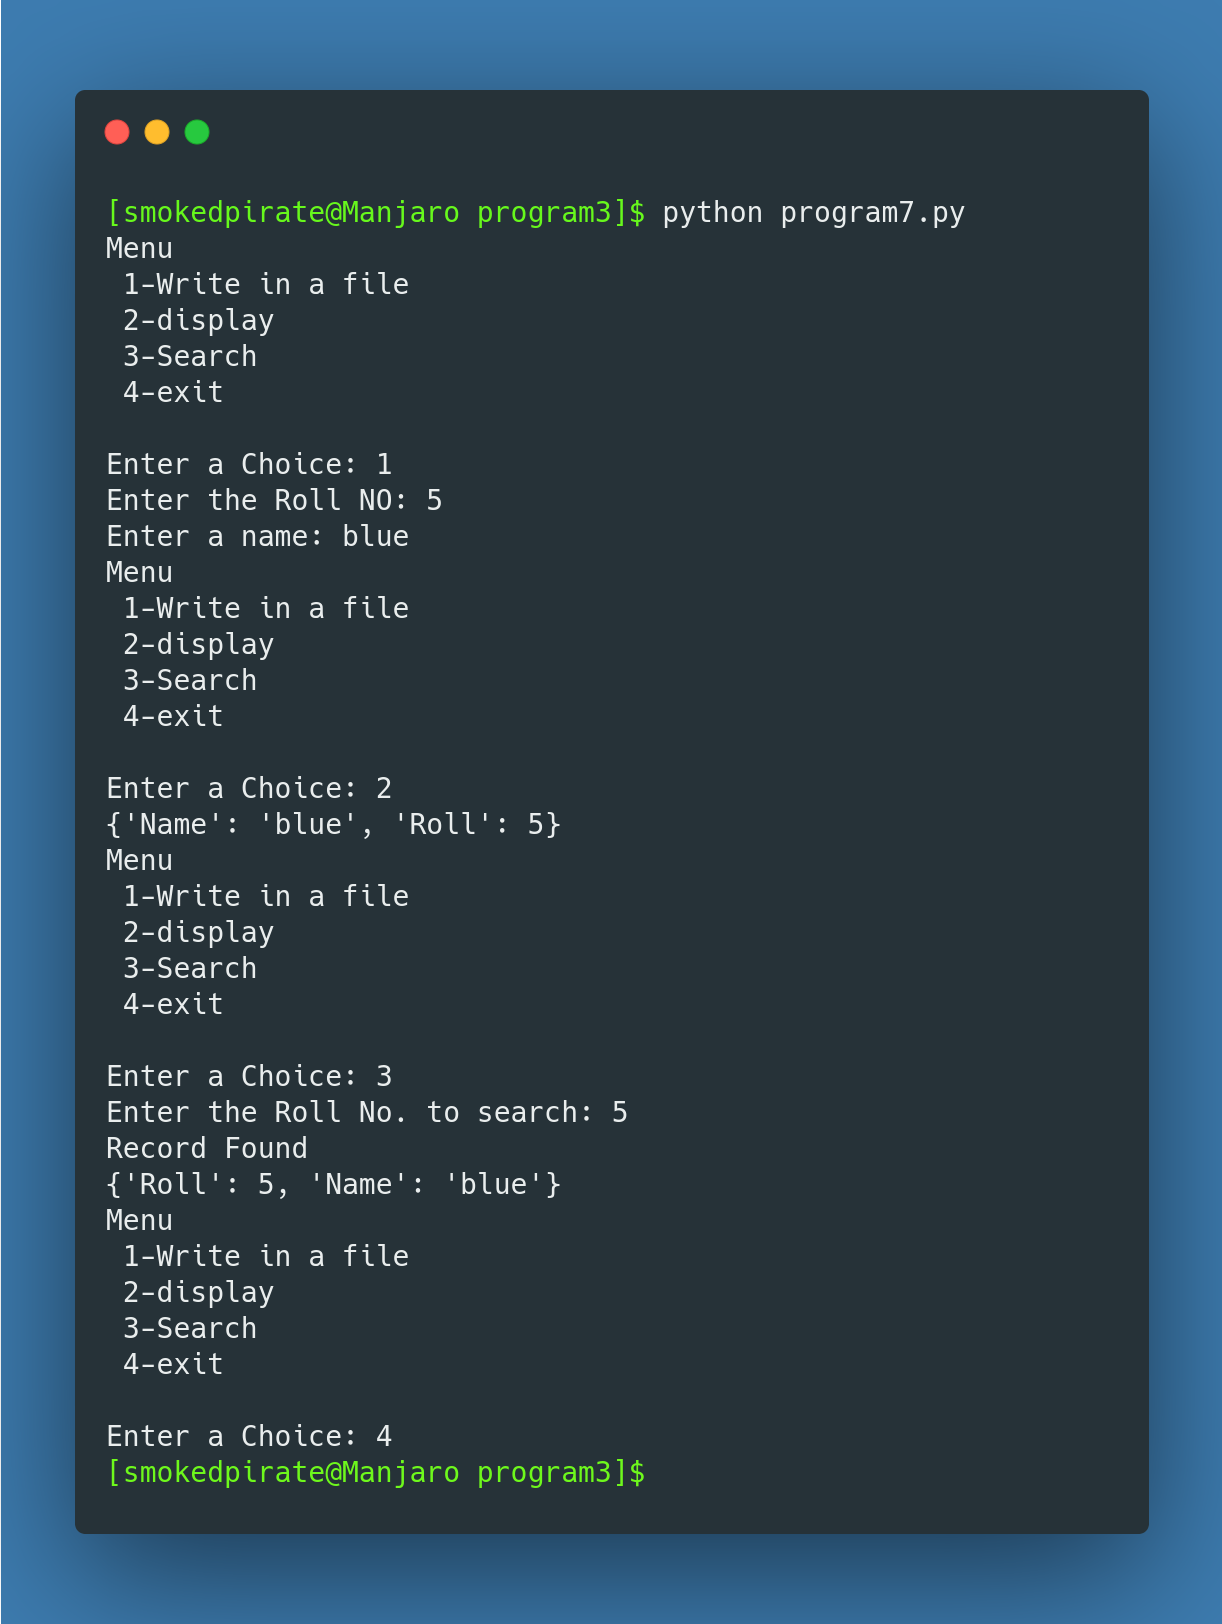 [smokedpirate@Manjaro program3]$ python program7.py
Menu
 1-Write in a file
 2-display
 3-Search
 4-exit

Enter a Choice: 1
Enter the Roll NO: 5
Enter a name: blue
Menu
 1-Write in a file
 2-display
 3-Search
 4-exit

Enter a Choice: 2
{'Name': 'blue', 'Roll': 5}
Menu
 1-Write in a file
 2-display
 3-Search
 4-exit

Enter a Choice: 3
Enter the Roll No. to search: 5
Record Found
{'Roll': 5, 'Name': 'blue'}
Menu
 1-Write in a file
 2-display
 3-Search
 4-exit

Enter a Choice: 4
[smokedpirate@Manjaro program3]$